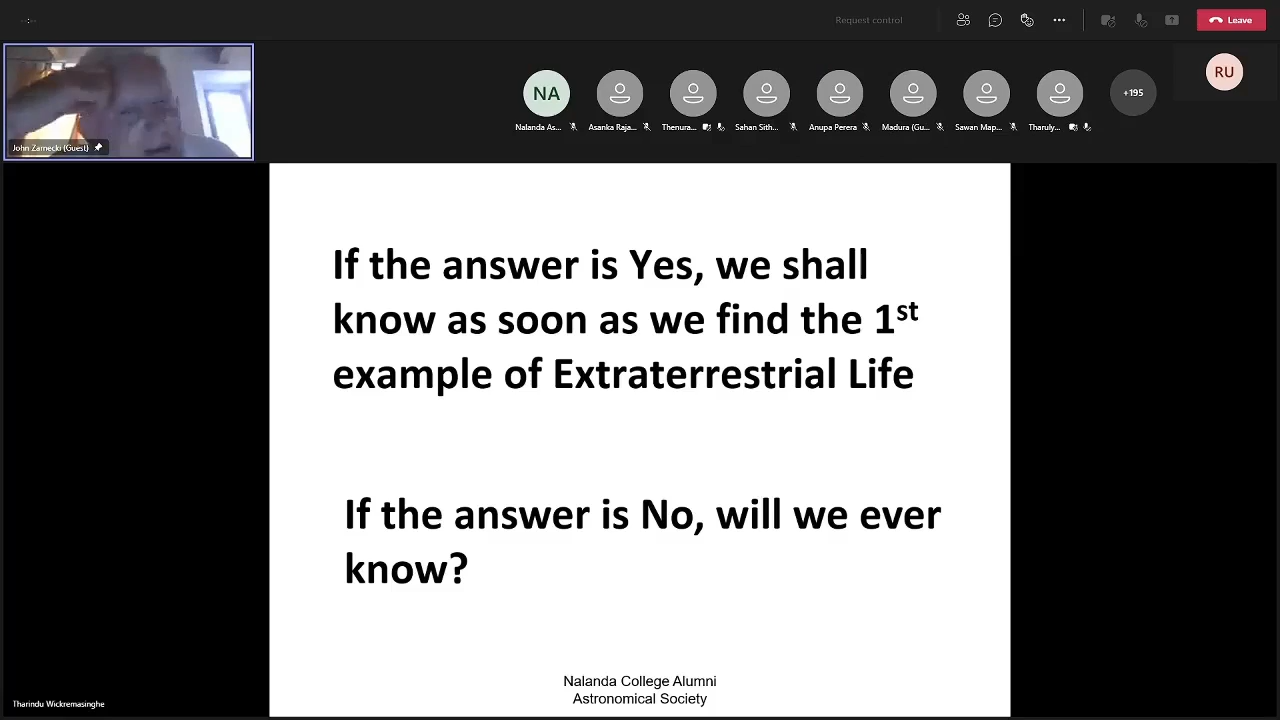 Request control
Leave
NA
RU
+195
Nalanda As...
Asanka Raja...
Thenura...
Sahan Sith...
Anupa Perera
Madura (Gu...
Sawan Map...
Tharuly...
John Zarnecki (Guest)
If the answer is Yes, we shall
know as soon as we find the 1st
example of Extraterrestrial Life
If the answer is No, will we ever
know?
Nalanda College Alumni
Astronomical Society
Tharindu Wickremasinghe